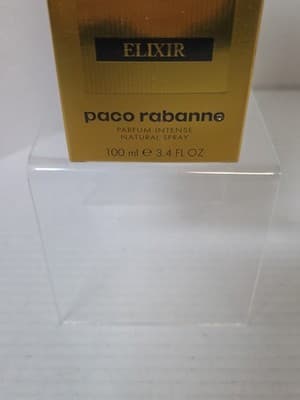 ELIXIR
paco rabanne
PARFUM INTENSE
NATURAL SPRAY
100 ml ℮ 3.4 FL OZ